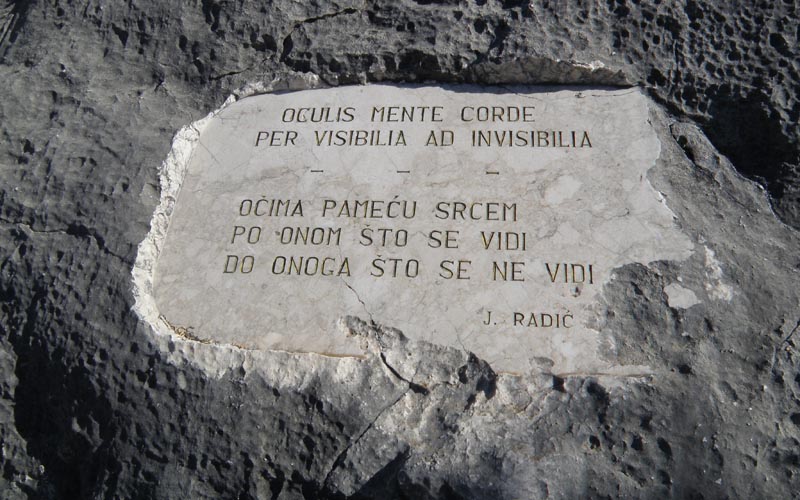 OCULIS MENTE CORDE
PER VISIBILIA AD INVISIBILIA
– – –
OČIMA PAMEĆU SRCEM
PO ONOM ŠTO SE VIDI
DO ONOGA ŠTO SE NE VIDI
J. RADIĆ